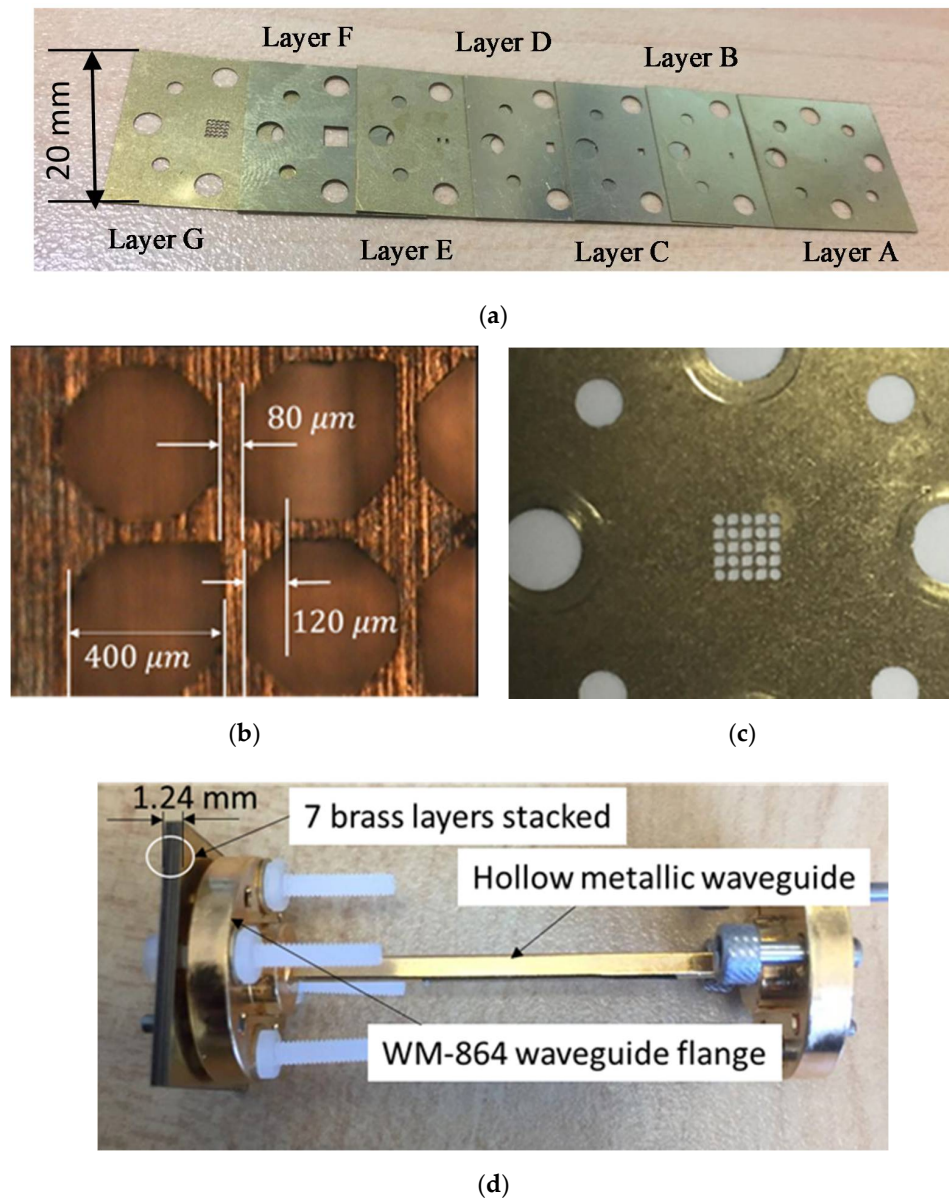 Layer F
Layer D
Layer B
20 mm
Layer G
Layer E
Layer C
Layer A
(a)
80 μm
120 μm
400 μm
(b)
(c)
1.24 mm
7 brass layers stacked
Hollow metallic waveguide
WM-864 waveguide flange
(d)